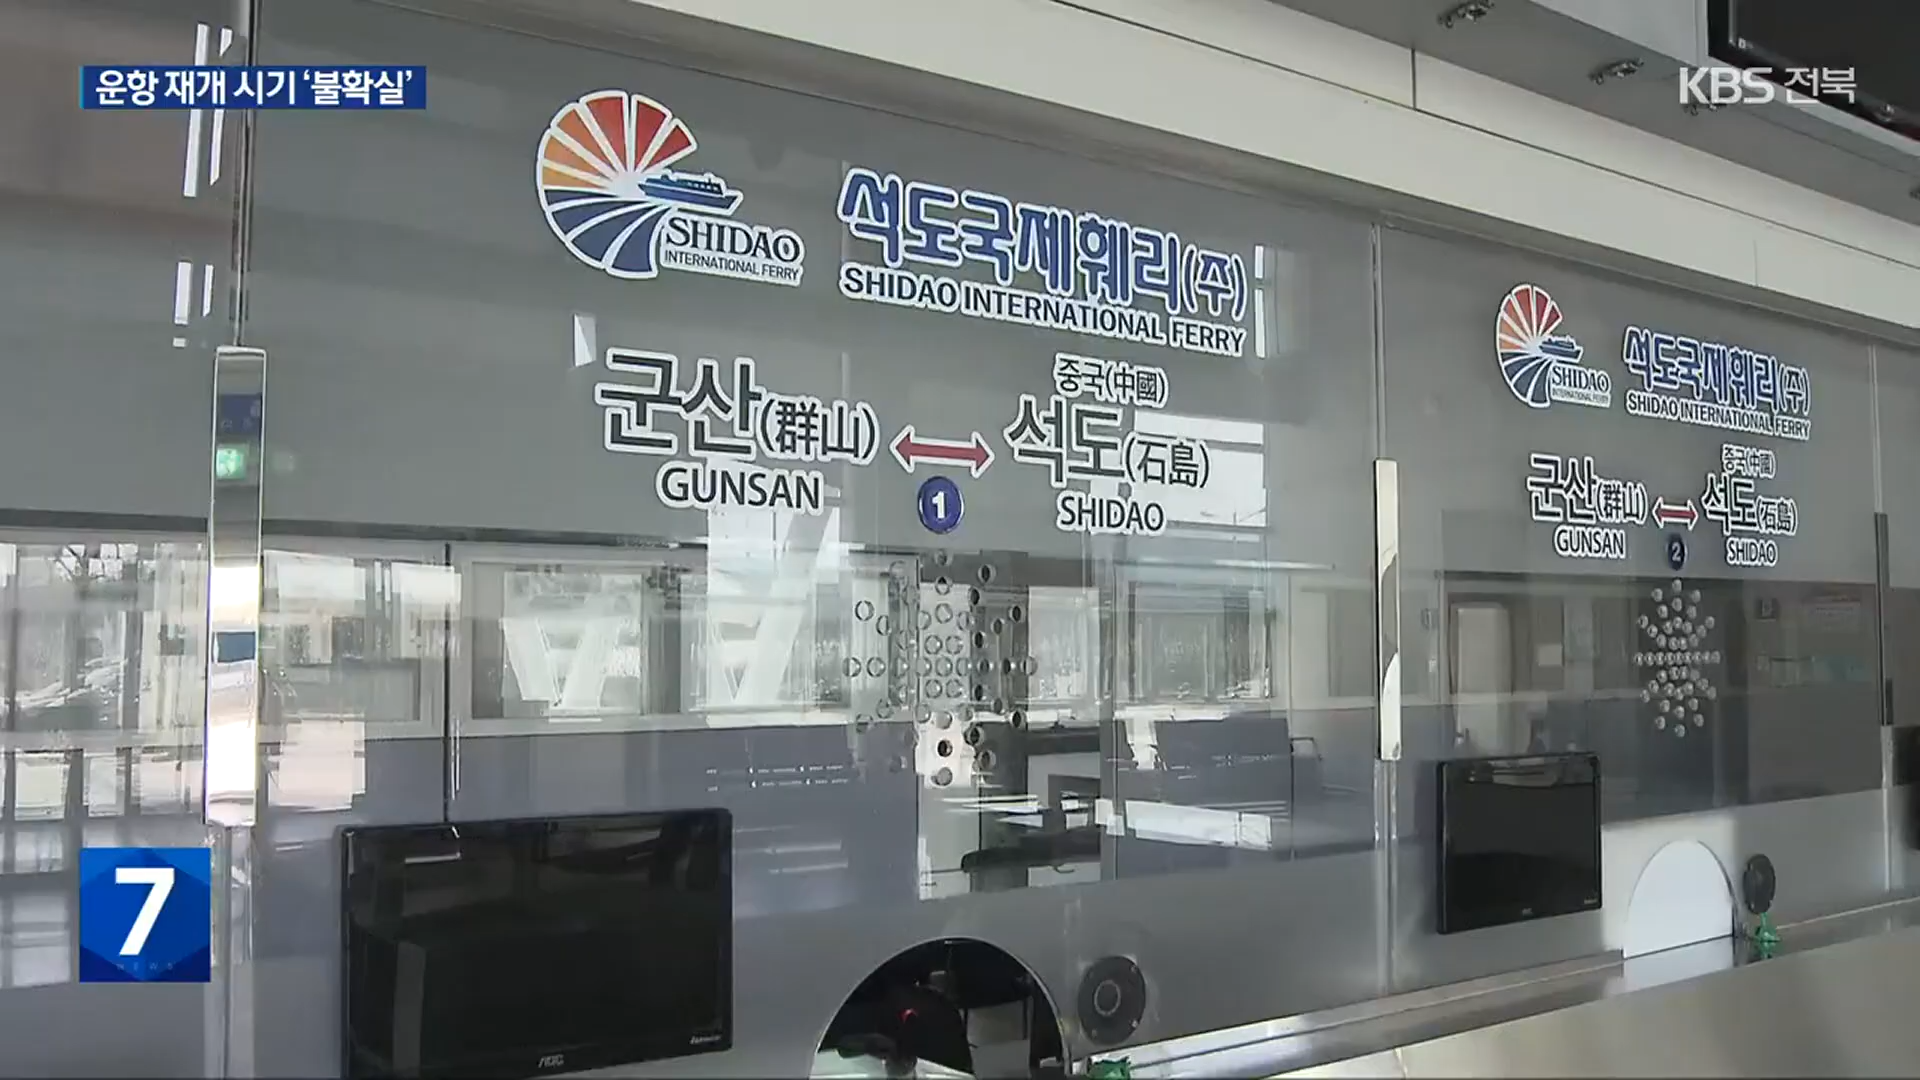 운항 재개 시기 ‘불확실’
KBS 전북
SHIDAO
INTERNATIONAL FERRY
석도국제훼리(주)
SHIDAO INTERNATIONAL FERRY
군산(群山)
GUNSAN
중국(中國)
석도(石島)
SHIDAO
1
SHIDAO
INTERNATIONAL FERRY
석도국제훼리(주)
SHIDAO INTERNATIONAL FERRY
군산(群山)
GUNSAN
중국(中國)
석도(石島)
SHIDAO
2
7
NEWS
AOC